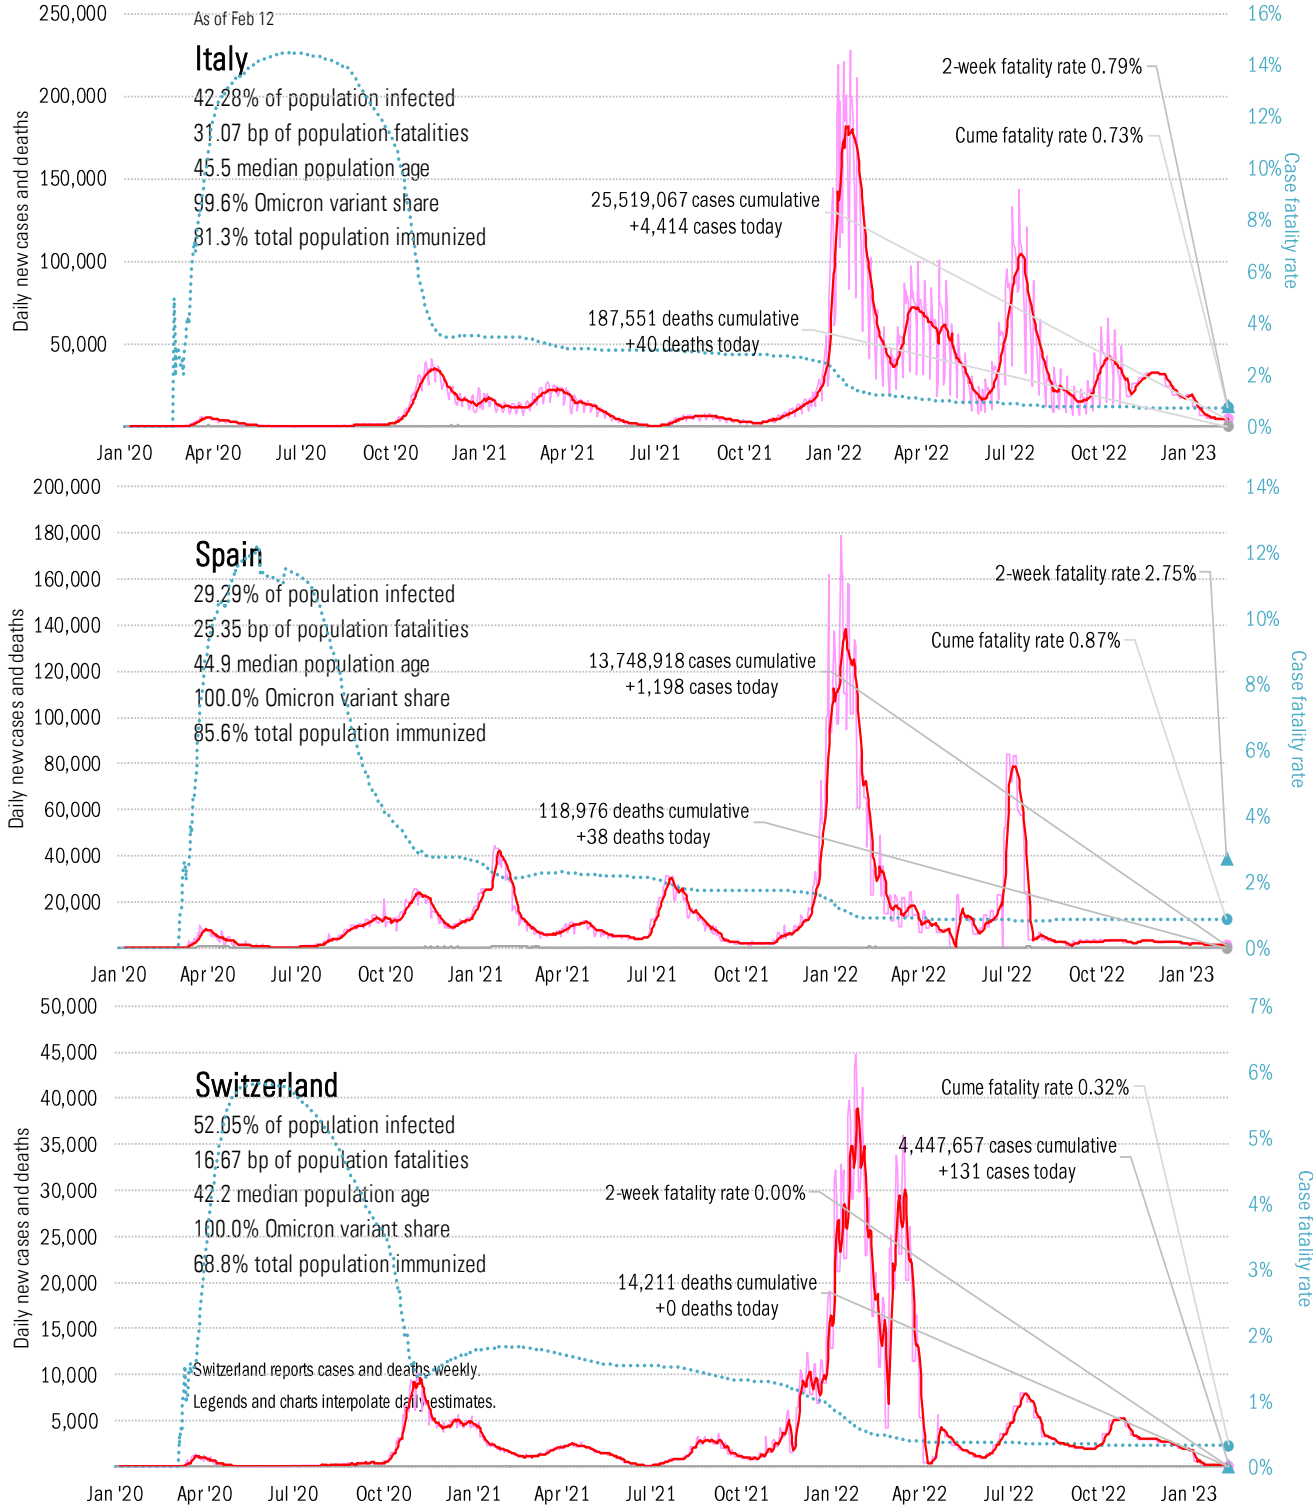 As of Feb 12
Italy
42.28% of population infected
31.07 bp of population fatalities
45.5 median population age
99.6% Omicron variant share
81.3% total population immunized
2-week fatality rate 0.79%
Cume fatality rate 0.73%
25,519,067 cases cumulative
+4,414 cases today
187,551 deaths cumulative
+40 deaths today
Daily new cases and deaths
250,000
200,000
150,000
100,000
50,000
16%
14%
12%
10%
8%
6%
4%
2%
0%
Case fatality rate
Jan '20 Apr '20 Jul '20 Oct '20 Jan '21 Apr '21 Jul '21 Oct '21 Jan '22 Apr '22 Jul '22 Oct '22 Jan '23
Spain
29.29% of population infected
25.35 bp of population fatalities
44.9 median population age
100.0% Omicron variant share
85.6% total population immunized
2-week fatality rate 2.75%
Cume fatality rate 0.87%
13,748,918 cases cumulative
+1,198 cases today
118,976 deaths cumulative
+38 deaths today
Daily new cases and deaths
200,000
180,000
160,000
140,000
120,000
100,000
80,000
60,000
40,000
20,000
14%
12%
10%
8%
6%
4%
2%
0%
Case fatality rate
Jan '20 Apr '20 Jul '20 Oct '20 Jan '21 Apr '21 Jul '21 Oct '21 Jan '22 Apr '22 Jul '22 Oct '22 Jan '23
Switzerland
52.05% of population infected
16.67 bp of population fatalities
42.2 median population age
100.0% Omicron variant share
68.8% total population immunized
Switzerland reports cases and deaths weekly.
Legends and charts interpolate daily estimates.
Cume fatality rate 0.32%
4,447,657 cases cumulative
+131 cases today
2-week fatality rate 0.00%
14,211 deaths cumulative
+0 deaths today
Daily new cases and deaths
50,000
45,000
40,000
35,000
30,000
25,000
20,000
15,000
10,000
5,000
7%
6%
5%
4%
3%
2%
1%
0%
Case fatality rate
Jan '20 Apr '20 Jul '20 Oct '20 Jan '21 Apr '21 Jul '21 Oct '21 Jan '22 Apr '22 Jul '22 Oct '22 Jan '23